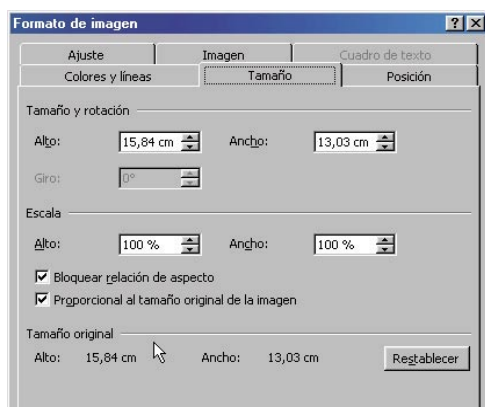 Formato de imagen
Ajuste Imagen Cuadro de texto
Colores y líneas Tamaño Posición
Tamaño y rotación
Alto: 15,84 cm Ancho: 13,03 cm
Giro: 0°
Escala
Alto: 100 % Ancho: 100 %
Bloquear relación de aspecto
Proporcional al tamaño original de la imagen
Tamaño original
Alto: 15,84 cm Ancho: 13,03 cm Restablecer